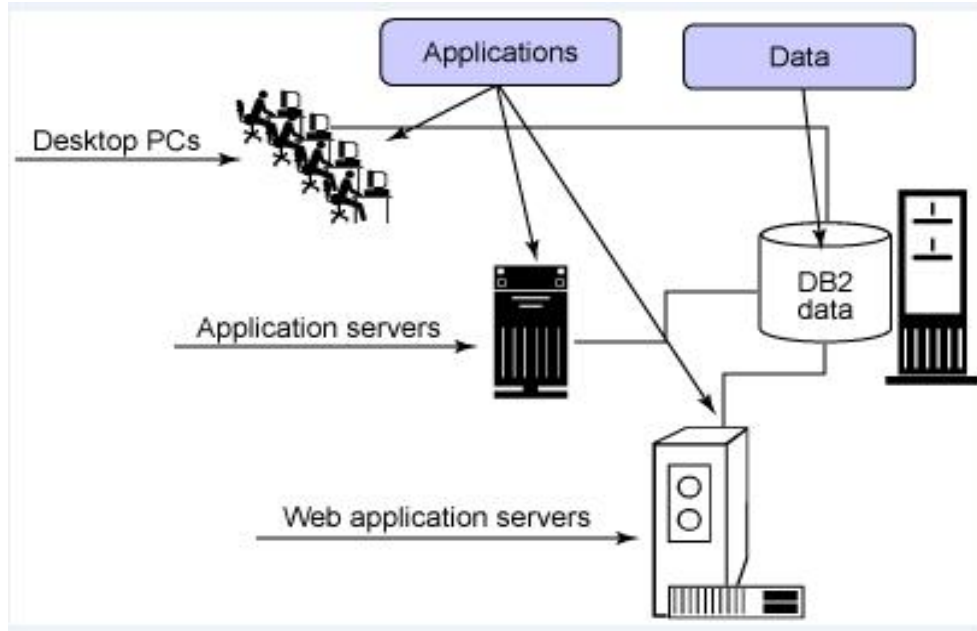 Applications
Data
Desktop PCs
DB2
data
Application servers
Web application servers